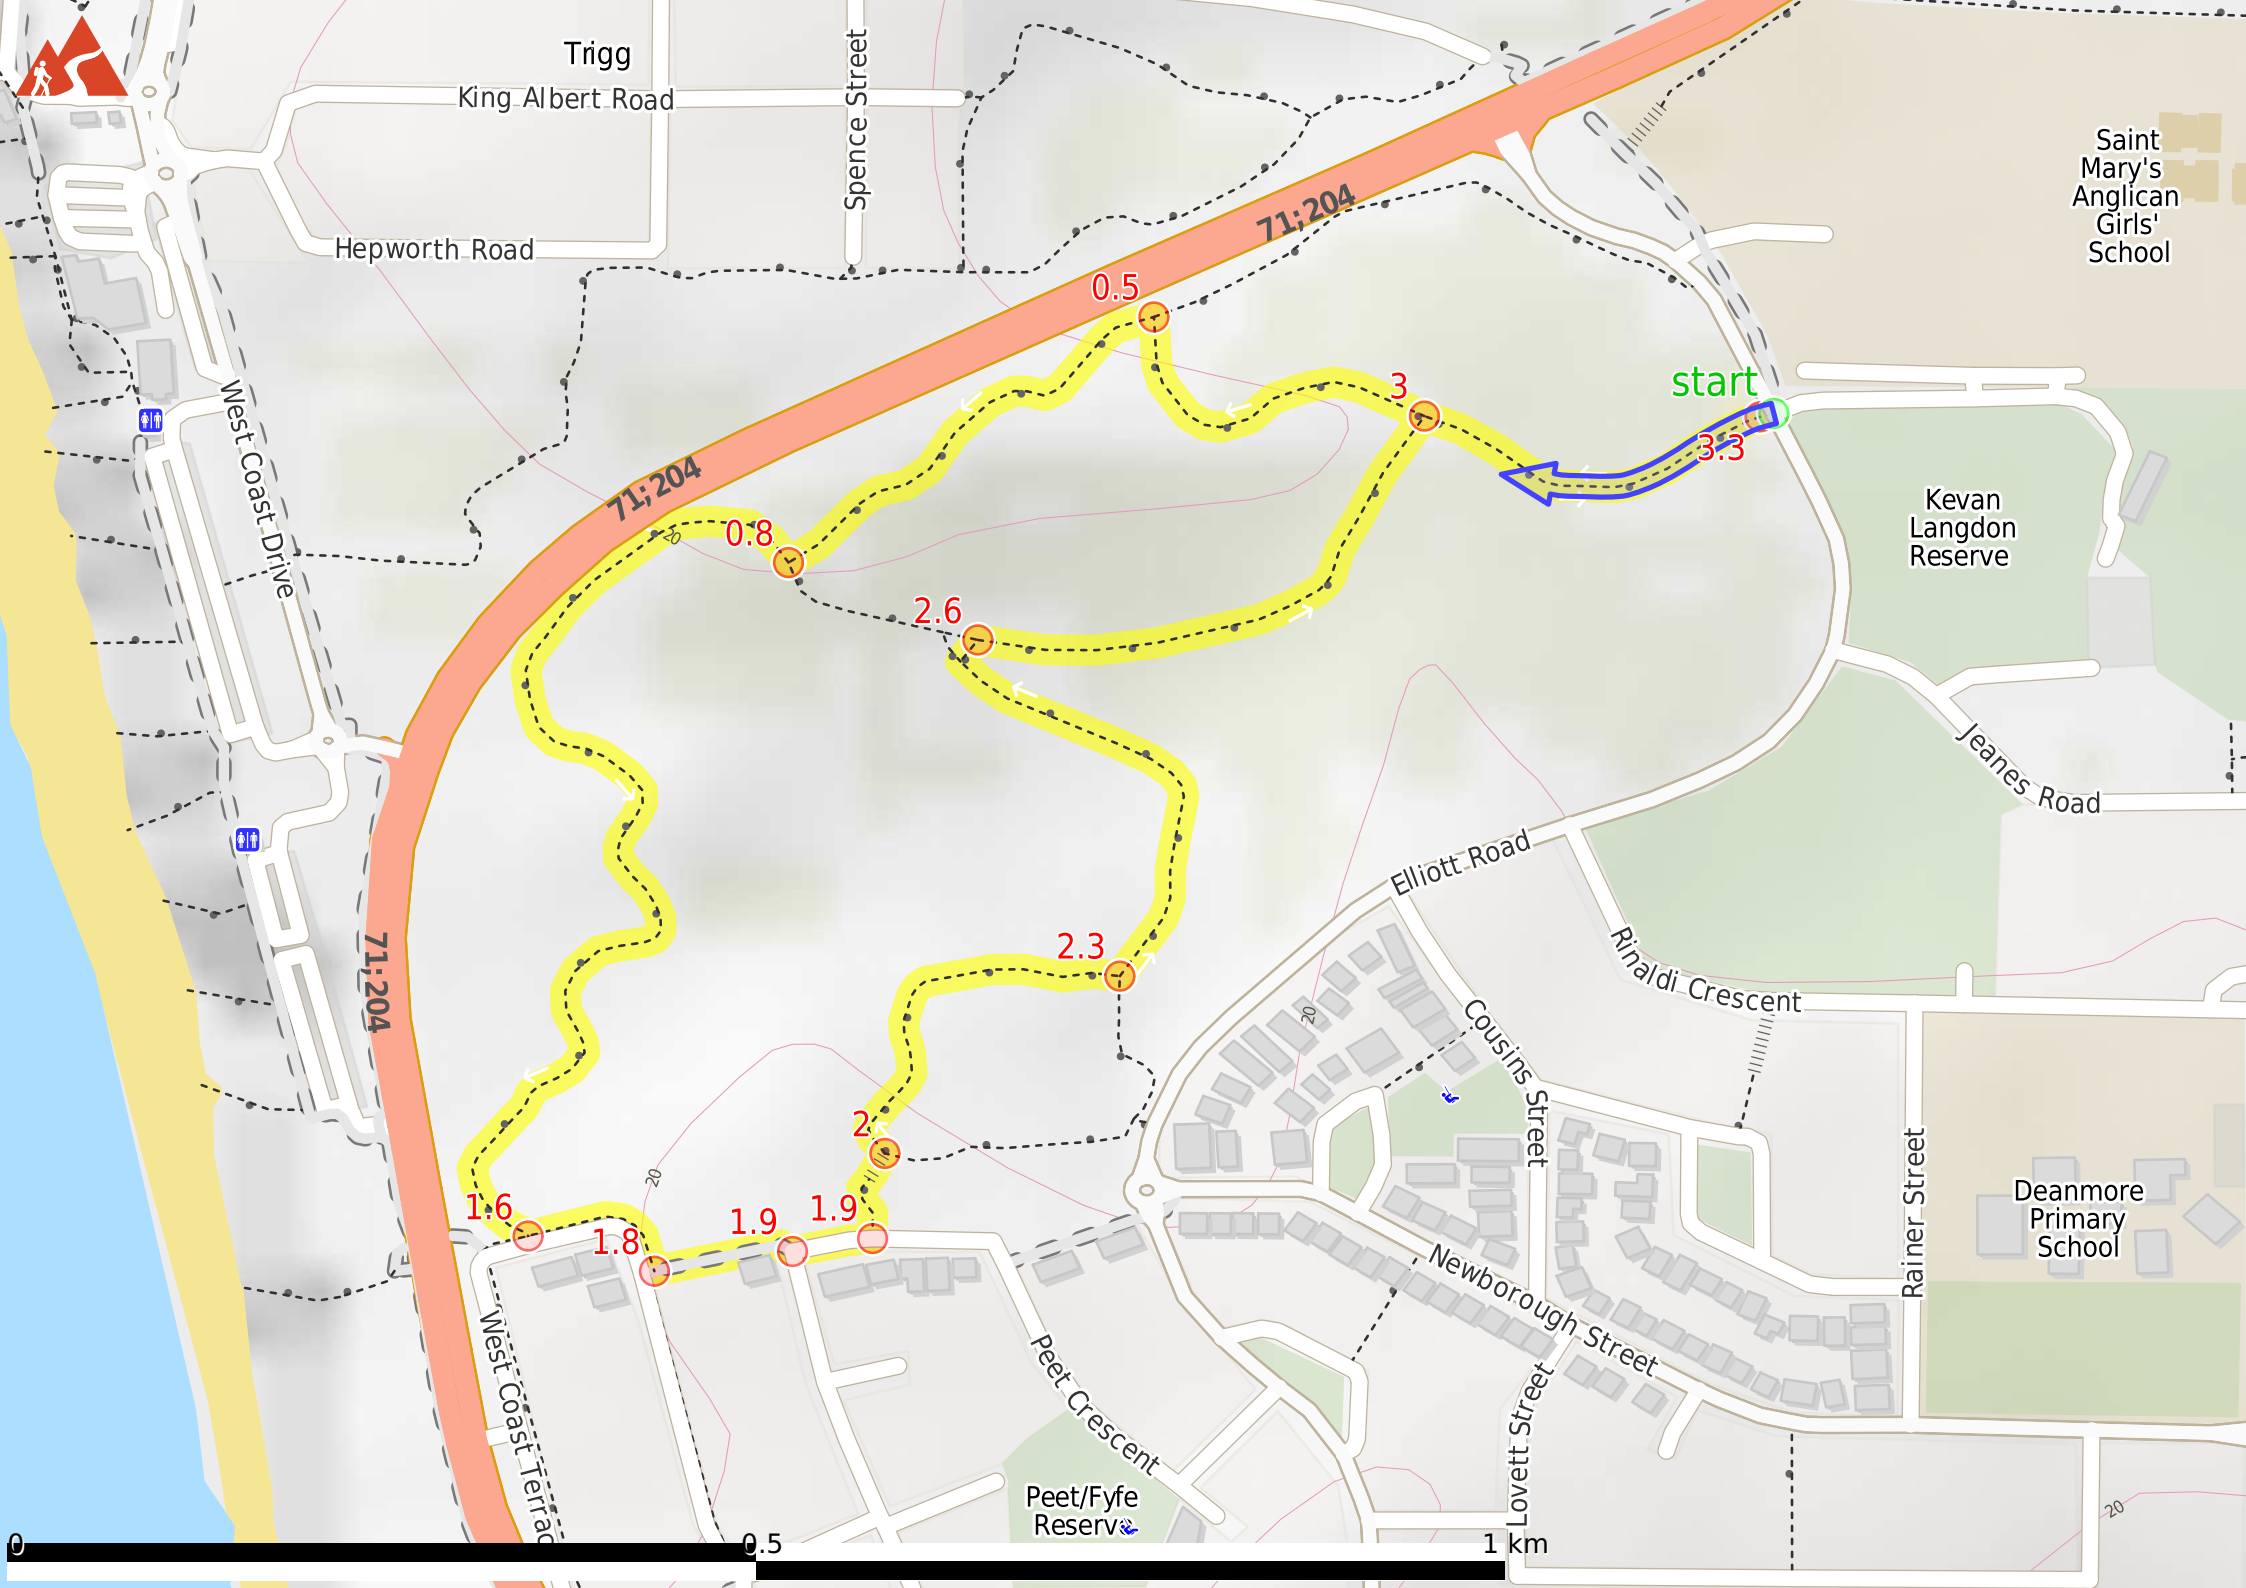 Trigg
King Albert Road
Spence Street
Hepworth Road
71;204
Saint
Mary's
Anglican
Girls'
School
0.5
start
3
3.3
West Coast Drive
71;204
20
0.8
2.6
Kevan
Langdon
Reserve
Jeanes Road
Elliott Road
71;204
2.3
Rinaldi Crescent
20
Cousins Street
2
20
1.6
1.8
1.9
1.9
Rainer Street
Deanmore
Primary
School
Newborough Street
West Coast Terrac
Peet Crescent
Lovett Street
Peet/Fyfe
Reserv
20
0
0.5
1 km